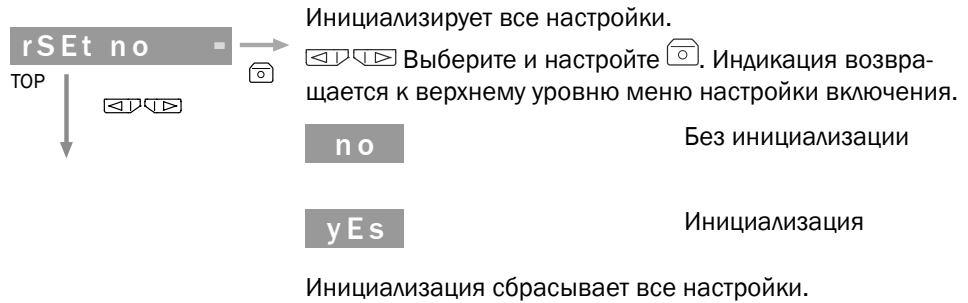 Инициализирует все настройки.
rSEt no
Выберите и настройте . Индикация возвра-
TOP
щается к верхнему уровню меню настройки включения.
no
Без инициализации
yEs
Инициализация
Инициализация сбрасывает все настройки.